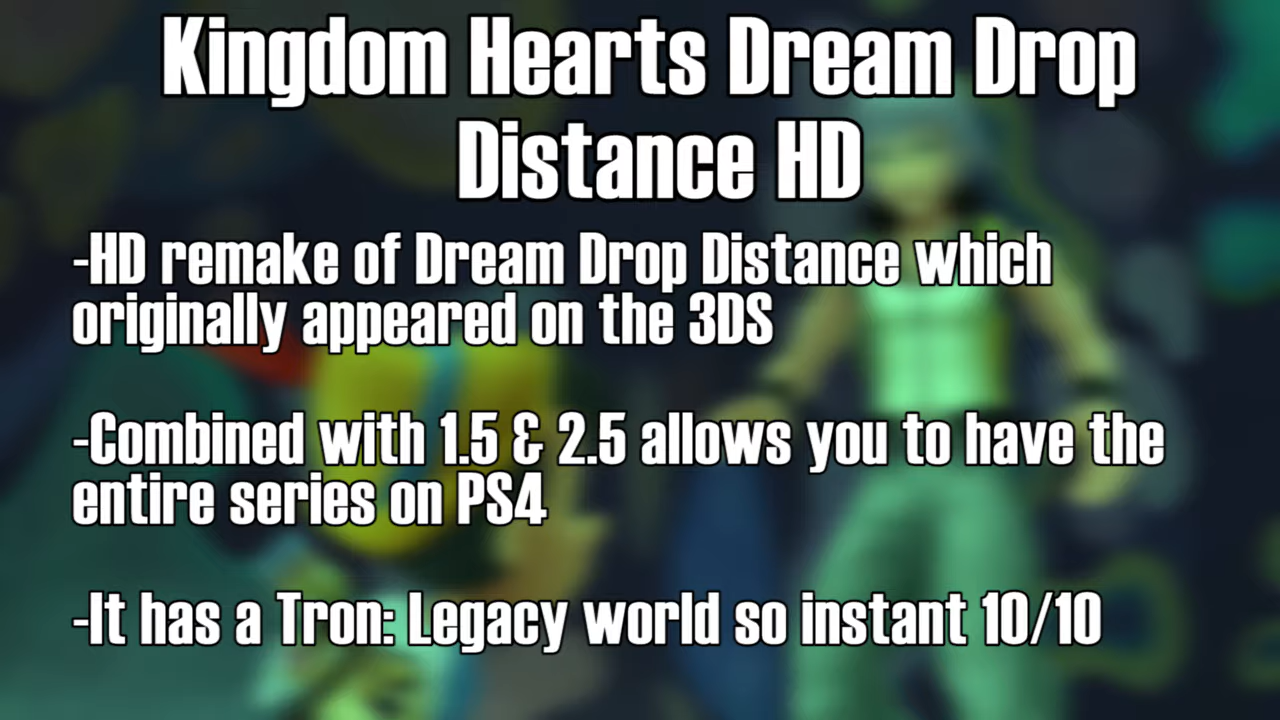 Kingdom Hearts Dream Drop
Distance HD
-HD remake of Dream Drop Distance which
originally appeared on the 3DS
-Combined with 1.5 & 2.5 allows you to have the
entire series on PS4
-It has a Tron: Legacy world so instant 10/10